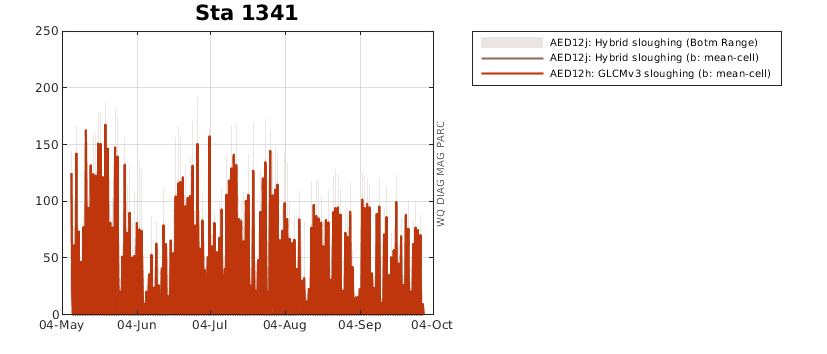 Sta 1341
250
200
150
100
50
0
04-May 04-Jun 04-Jul 04-Aug 04-Sep 04-Oct
WQ DIAG MAG PARC
AED12j: Hybrid sloughing (Botm Range)
AED12j: Hybrid sloughing (b: mean-cell)
AED12h: GLCMv3 sloughing (b: mean-cell)